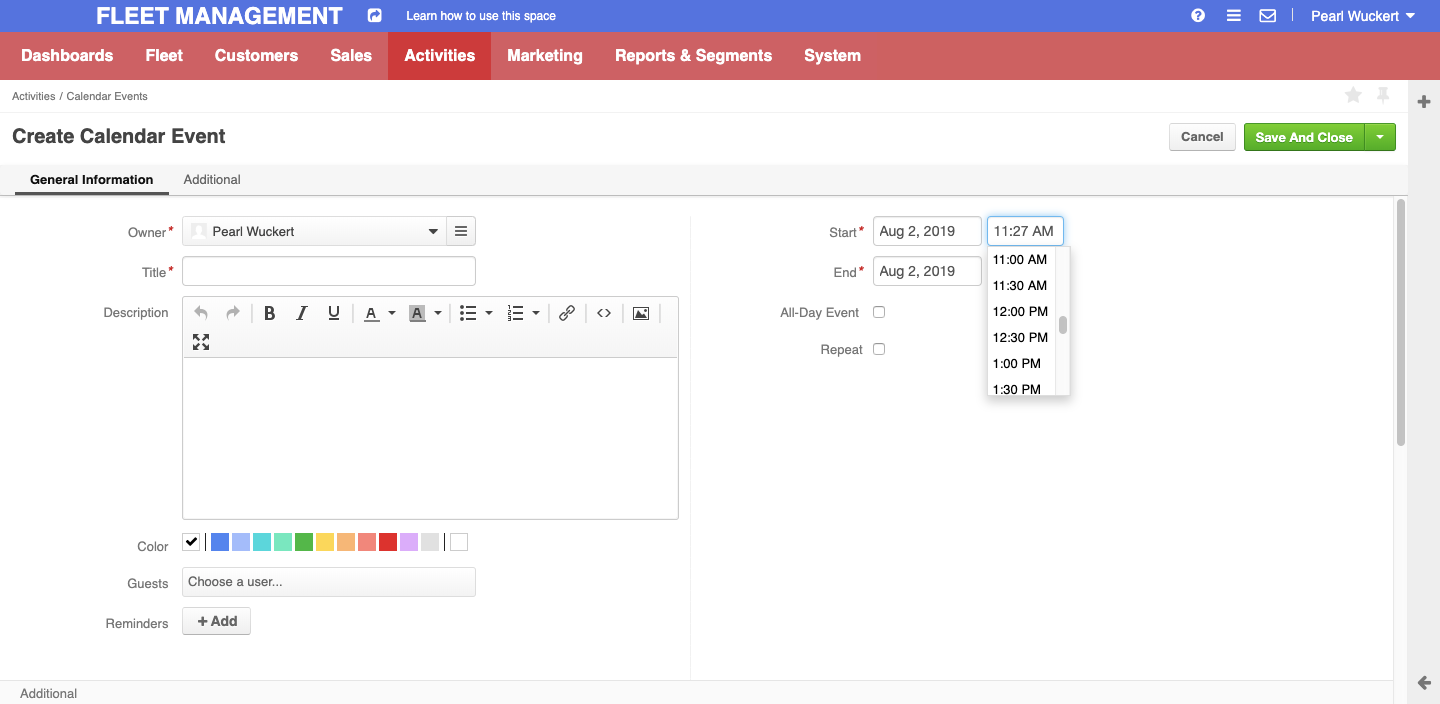 FLEET MANAGEMENT Learn how to use this space Pearl Wuckert
Dashboards Fleet Customers Sales Activities Marketing Reports & Segments System
Activities / Calendar Events
Create Calendar Event Cancel Save And Close
General Information Additional
Owner* Pearl Wuckert
Title*
Description
B I U A A
Color
Guests Choose a user...
Reminders + Add
Start* Aug 2, 2019 11:27 AM
End* Aug 2, 2019
All-Day Event
Repeat
11:00 AM
11:30 AM
12:00 PM
12:30 PM
1:00 PM
1:30 PM
Additional